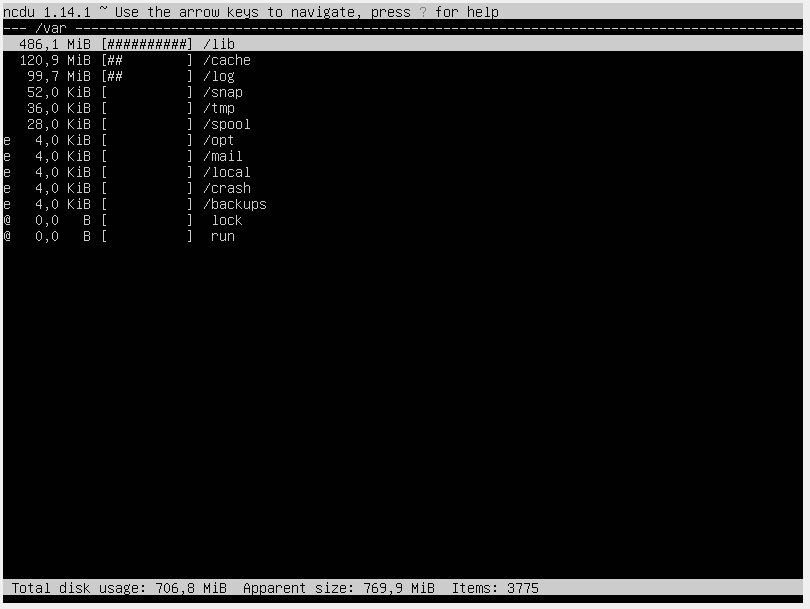 ncdu 1.14.1 ~ Use the arrow keys to navigate, press ? for help
--- /var ----------------------------------------------------------------------------------------
  486,1 MiB [##########] /lib
  120,9 MiB [##        ] /cache
   99,7 MiB [##        ] /log
   52,0 KiB [          ] /snap
   36,0 KiB [          ] /tmp
   28,0 KiB [          ] /spool
e   4,0 KiB [          ] /opt
e   4,0 KiB [          ] /mail
e   4,0 KiB [          ] /local
e   4,0 KiB [          ] /crash
e   4,0 KiB [          ] /backups
@   0,0   B [          ]  lock
@   0,0   B [          ]  run
Total disk usage: 706,8 MiB  Apparent size: 769,9 MiB  Items: 3775